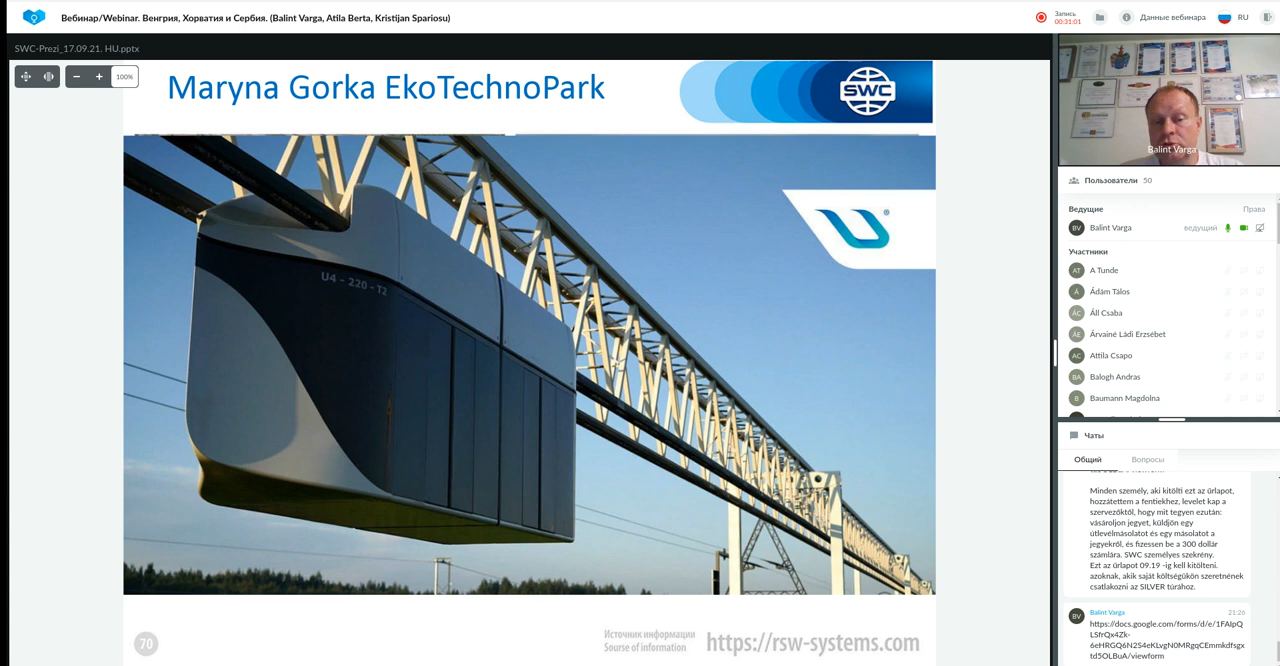 Вебинар/Webinar. Венгрия, Хорватия и Сербия. (Balint Varga, Atila Berta, Kristijan Spariosu)
Запись
00:31:01
Данные вебинара
RU
SWC-Prezi_17.09.21. HU.pptx
100%
Maryna Gorka EkoTechnoPark
SWC
®
U4 - 220 - T2
70
Источник информации
Sourse of information
https://rsw-systems.com
Balint Varga
Пользователи 50
Ведущие
Права
BV
Balint Varga
ведущий
Участники
AT
A Tunde
Á
Ádám Tálos
ÁC
Áll Csaba
ÁE
Árvainé Ládi Erzsébet
AC
Attila Csapo
BA
Balogh Andras
B
Baumann Magdolna
Чаты
Общий
Вопросы
Minden személy, aki kitölti ezt az űrlapot,
hozzátettem a fentiekhez, levelet kap a
szervezőktől, hogy mit tegyen ezután:
vásároljon jegyet, küldjön egy
útlevélmásolatot és egy másolatot a
jegyekről, és fizessen be a 300 dollár
számlára. SWC személyes szekrény.
Ezt az űrlapot 09.19 -ig kell kitölteni.
azoknak, akik saját költségükön szeretnének
csatlakozni az SILVER túrához.
BV
Balint Varga
21:26
https://docs.google.com/forms/d/e/1FAIpQ
LSfrQx4Zk-
6eHRGQ6N2S4eKLvgN0MRgqCEmmkdfsgx
td5OLBuA/viewform